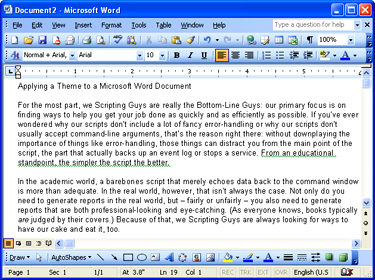 Document2 - Microsoft Word
File Edit View Insert Format Tools Table Window Help Type a question for help
100%
Normal + Arial, Arial 10 B I U
Applying a Theme to a Microsoft Word Document
For the most part, we Scripting Guys are really the Bottom-Line Guys: our primary focus is on
finding ways to help you get your job done as quickly and as efficiently as possible. If you've ever
wondered why our scripts don't include a lot of fancy error-handling or why our scripts don't
usually accept command-line arguments, that's the reason right there: without downplaying the
importance of things like error-handling, those things can distract you from the main point of
the script, the part that actually backs up an event log or stops a service. From an educational
standpoint, the simpler the script the better.
In the academic world, a barebones script that merely echoes data back to the command window
is more than adequate. In the real world, however, that isn't always the case. Not only do you
need to generate reports in the real world, but – fairly or unfairly – you also need to generate
reports that are both professional-looking and eye-catching. (As everyone knows, books typically
are judged by their covers.) Because of that, we Scripting Guys are always looking for ways to
have our cake and eat it, too.
Draw AutoShapes
Page 1 Sec 1 1/1 At 3.8" Ln 19 Col 1 REC TRK EXT OVR English (U.S